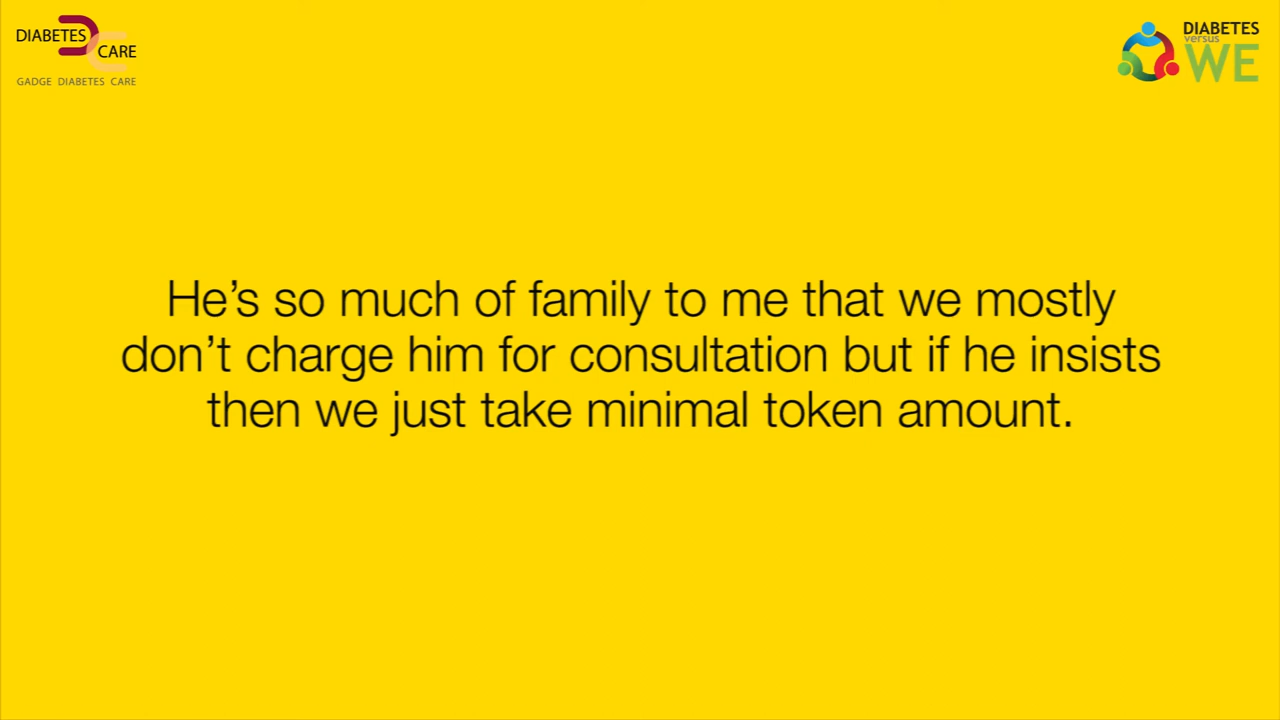 DIABETES
CARE
GADGE DIABETES CARE
DIABETES
versus
WE
He’s so much of family to me that we mostly
don’t charge him for consultation but if he insists
then we just take minimal token amount.